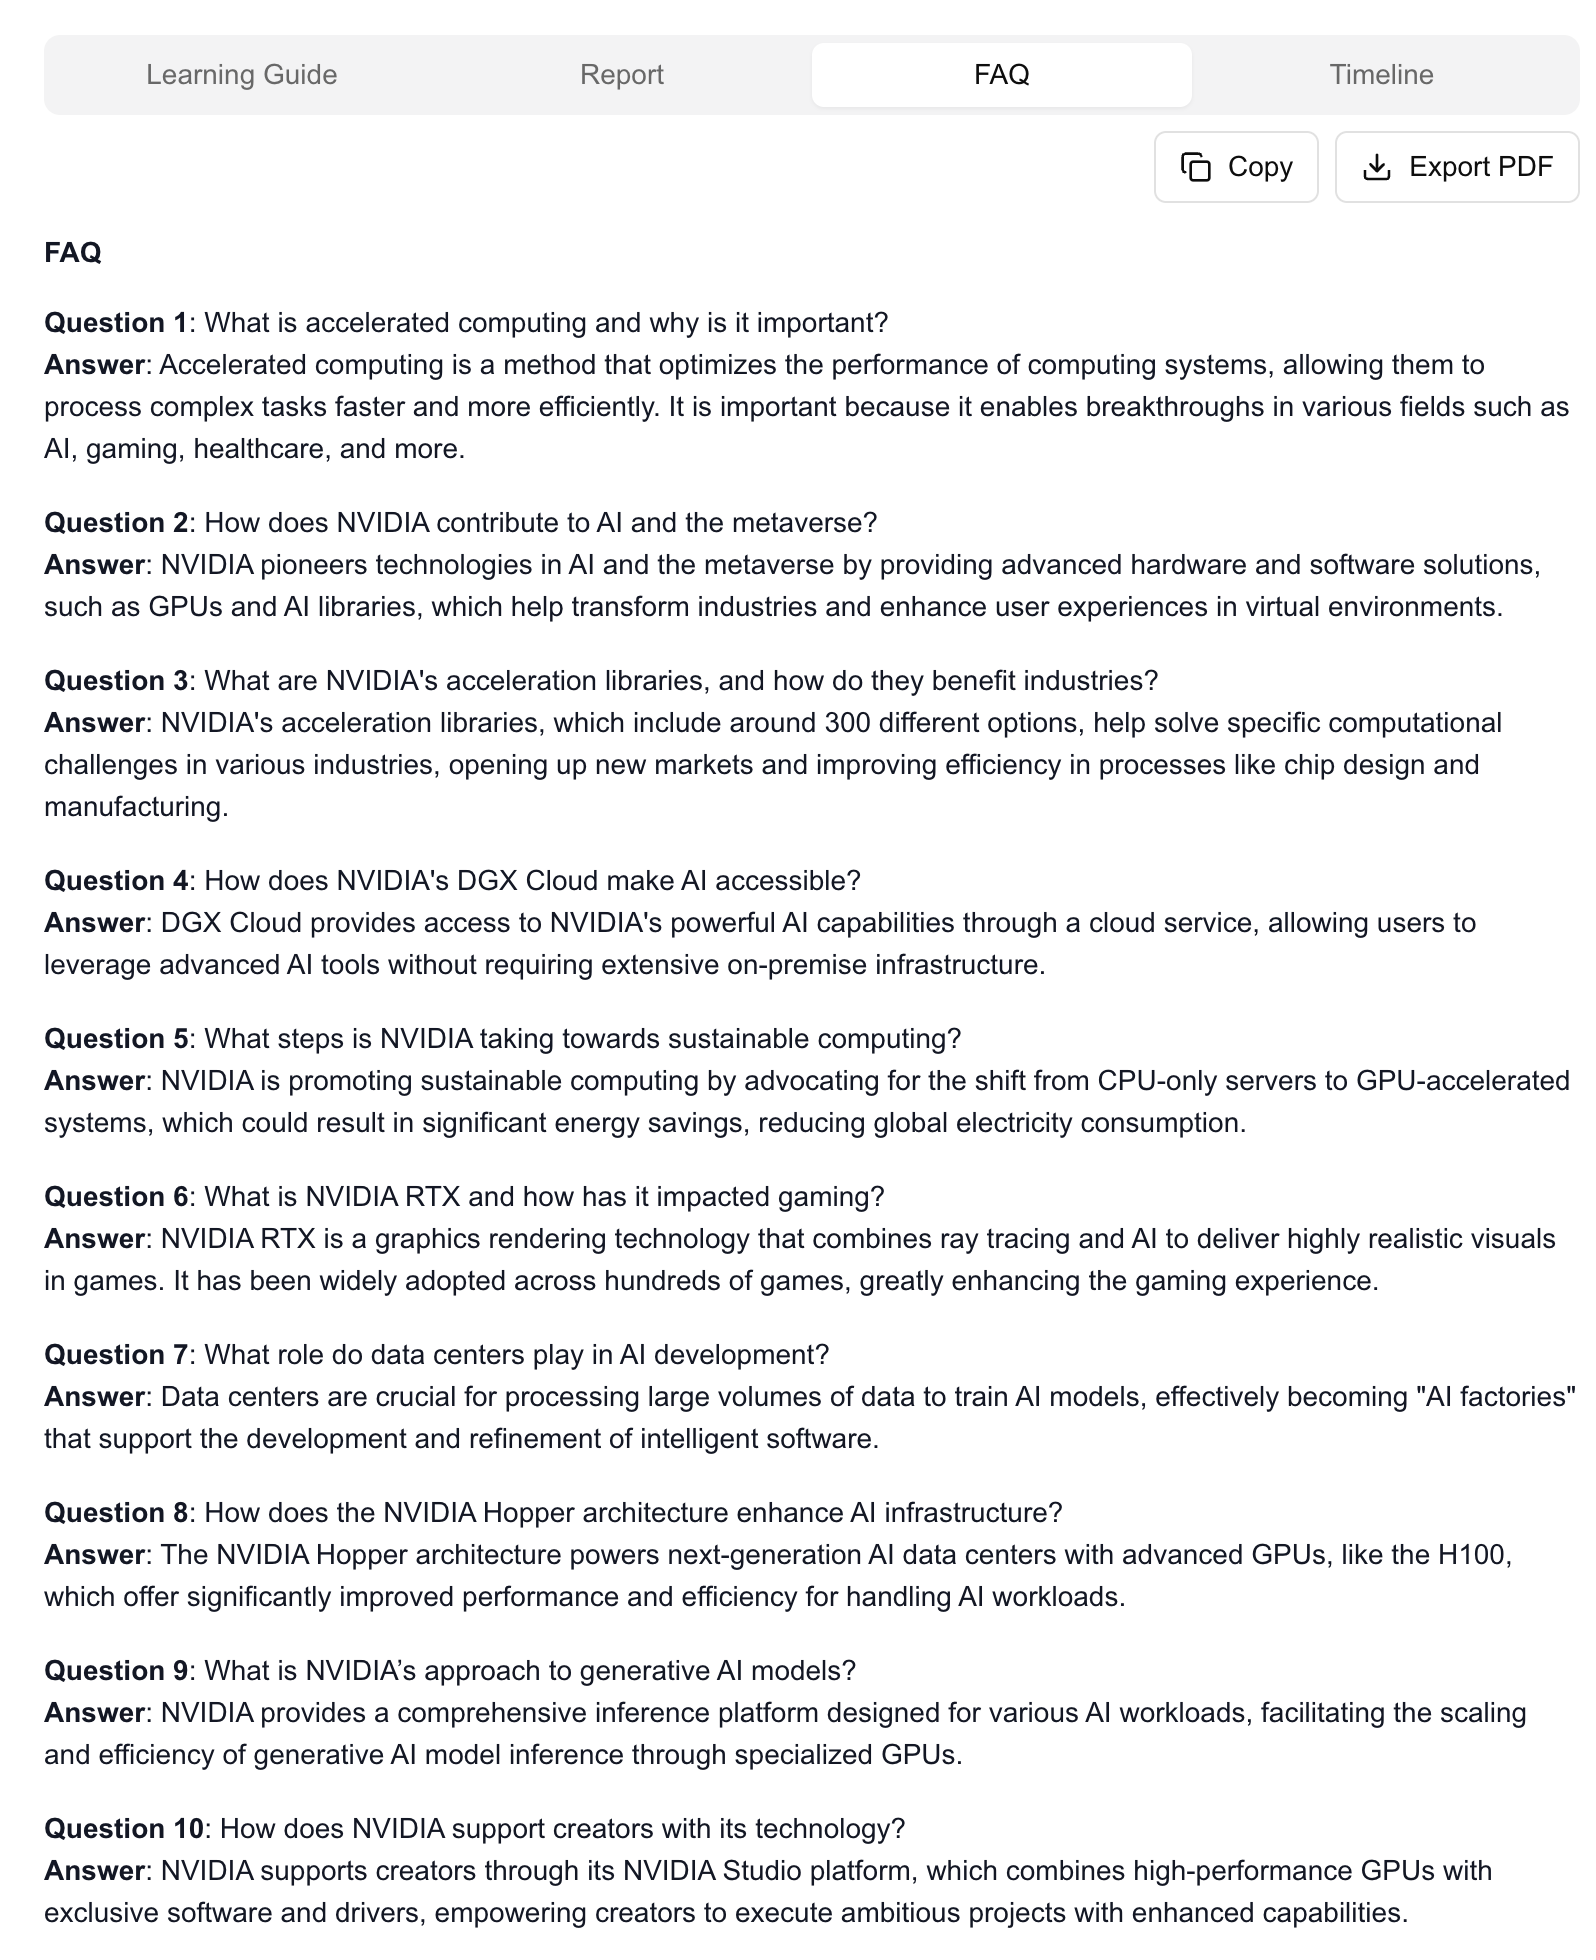 Learning Guide
Report
FAQ
Timeline
Copy
Export PDF
FAQ
Question 1: What is accelerated computing and why is it important?
Answer: Accelerated computing is a method that optimizes the performance of computing systems, allowing them to
process complex tasks faster and more efficiently. It is important because it enables breakthroughs in various fields such as
AI, gaming, healthcare, and more.
Question 2: How does NVIDIA contribute to AI and the metaverse?
Answer: NVIDIA pioneers technologies in AI and the metaverse by providing advanced hardware and software solutions,
such as GPUs and AI libraries, which help transform industries and enhance user experiences in virtual environments.
Question 3: What are NVIDIA's acceleration libraries, and how do they benefit industries?
Answer: NVIDIA's acceleration libraries, which include around 300 different options, help solve specific computational
challenges in various industries, opening up new markets and improving efficiency in processes like chip design and
manufacturing.
Question 4: How does NVIDIA's DGX Cloud make AI accessible?
Answer: DGX Cloud provides access to NVIDIA's powerful AI capabilities through a cloud service, allowing users to
leverage advanced AI tools without requiring extensive on-premise infrastructure.
Question 5: What steps is NVIDIA taking towards sustainable computing?
Answer: NVIDIA is promoting sustainable computing by advocating for the shift from CPU-only servers to GPU-accelerated
systems, which could result in significant energy savings, reducing global electricity consumption.
Question 6: What is NVIDIA RTX and how has it impacted gaming?
Answer: NVIDIA RTX is a graphics rendering technology that combines ray tracing and AI to deliver highly realistic visuals
in games. It has been widely adopted across hundreds of games, greatly enhancing the gaming experience.
Question 7: What role do data centers play in AI development?
Answer: Data centers are crucial for processing large volumes of data to train AI models, effectively becoming "AI factories"
that support the development and refinement of intelligent software.
Question 8: How does the NVIDIA Hopper architecture enhance AI infrastructure?
Answer: The NVIDIA Hopper architecture powers next-generation AI data centers with advanced GPUs, like the H100,
which offer significantly improved performance and efficiency for handling AI workloads.
Question 9: What is NVIDIA’s approach to generative AI models?
Answer: NVIDIA provides a comprehensive inference platform designed for various AI workloads, facilitating the scaling
and efficiency of generative AI model inference through specialized GPUs.
Question 10: How does NVIDIA support creators with its technology?
Answer: NVIDIA supports creators through its NVIDIA Studio platform, which combines high-performance GPUs with
exclusive software and drivers, empowering creators to execute ambitious projects with enhanced capabilities.